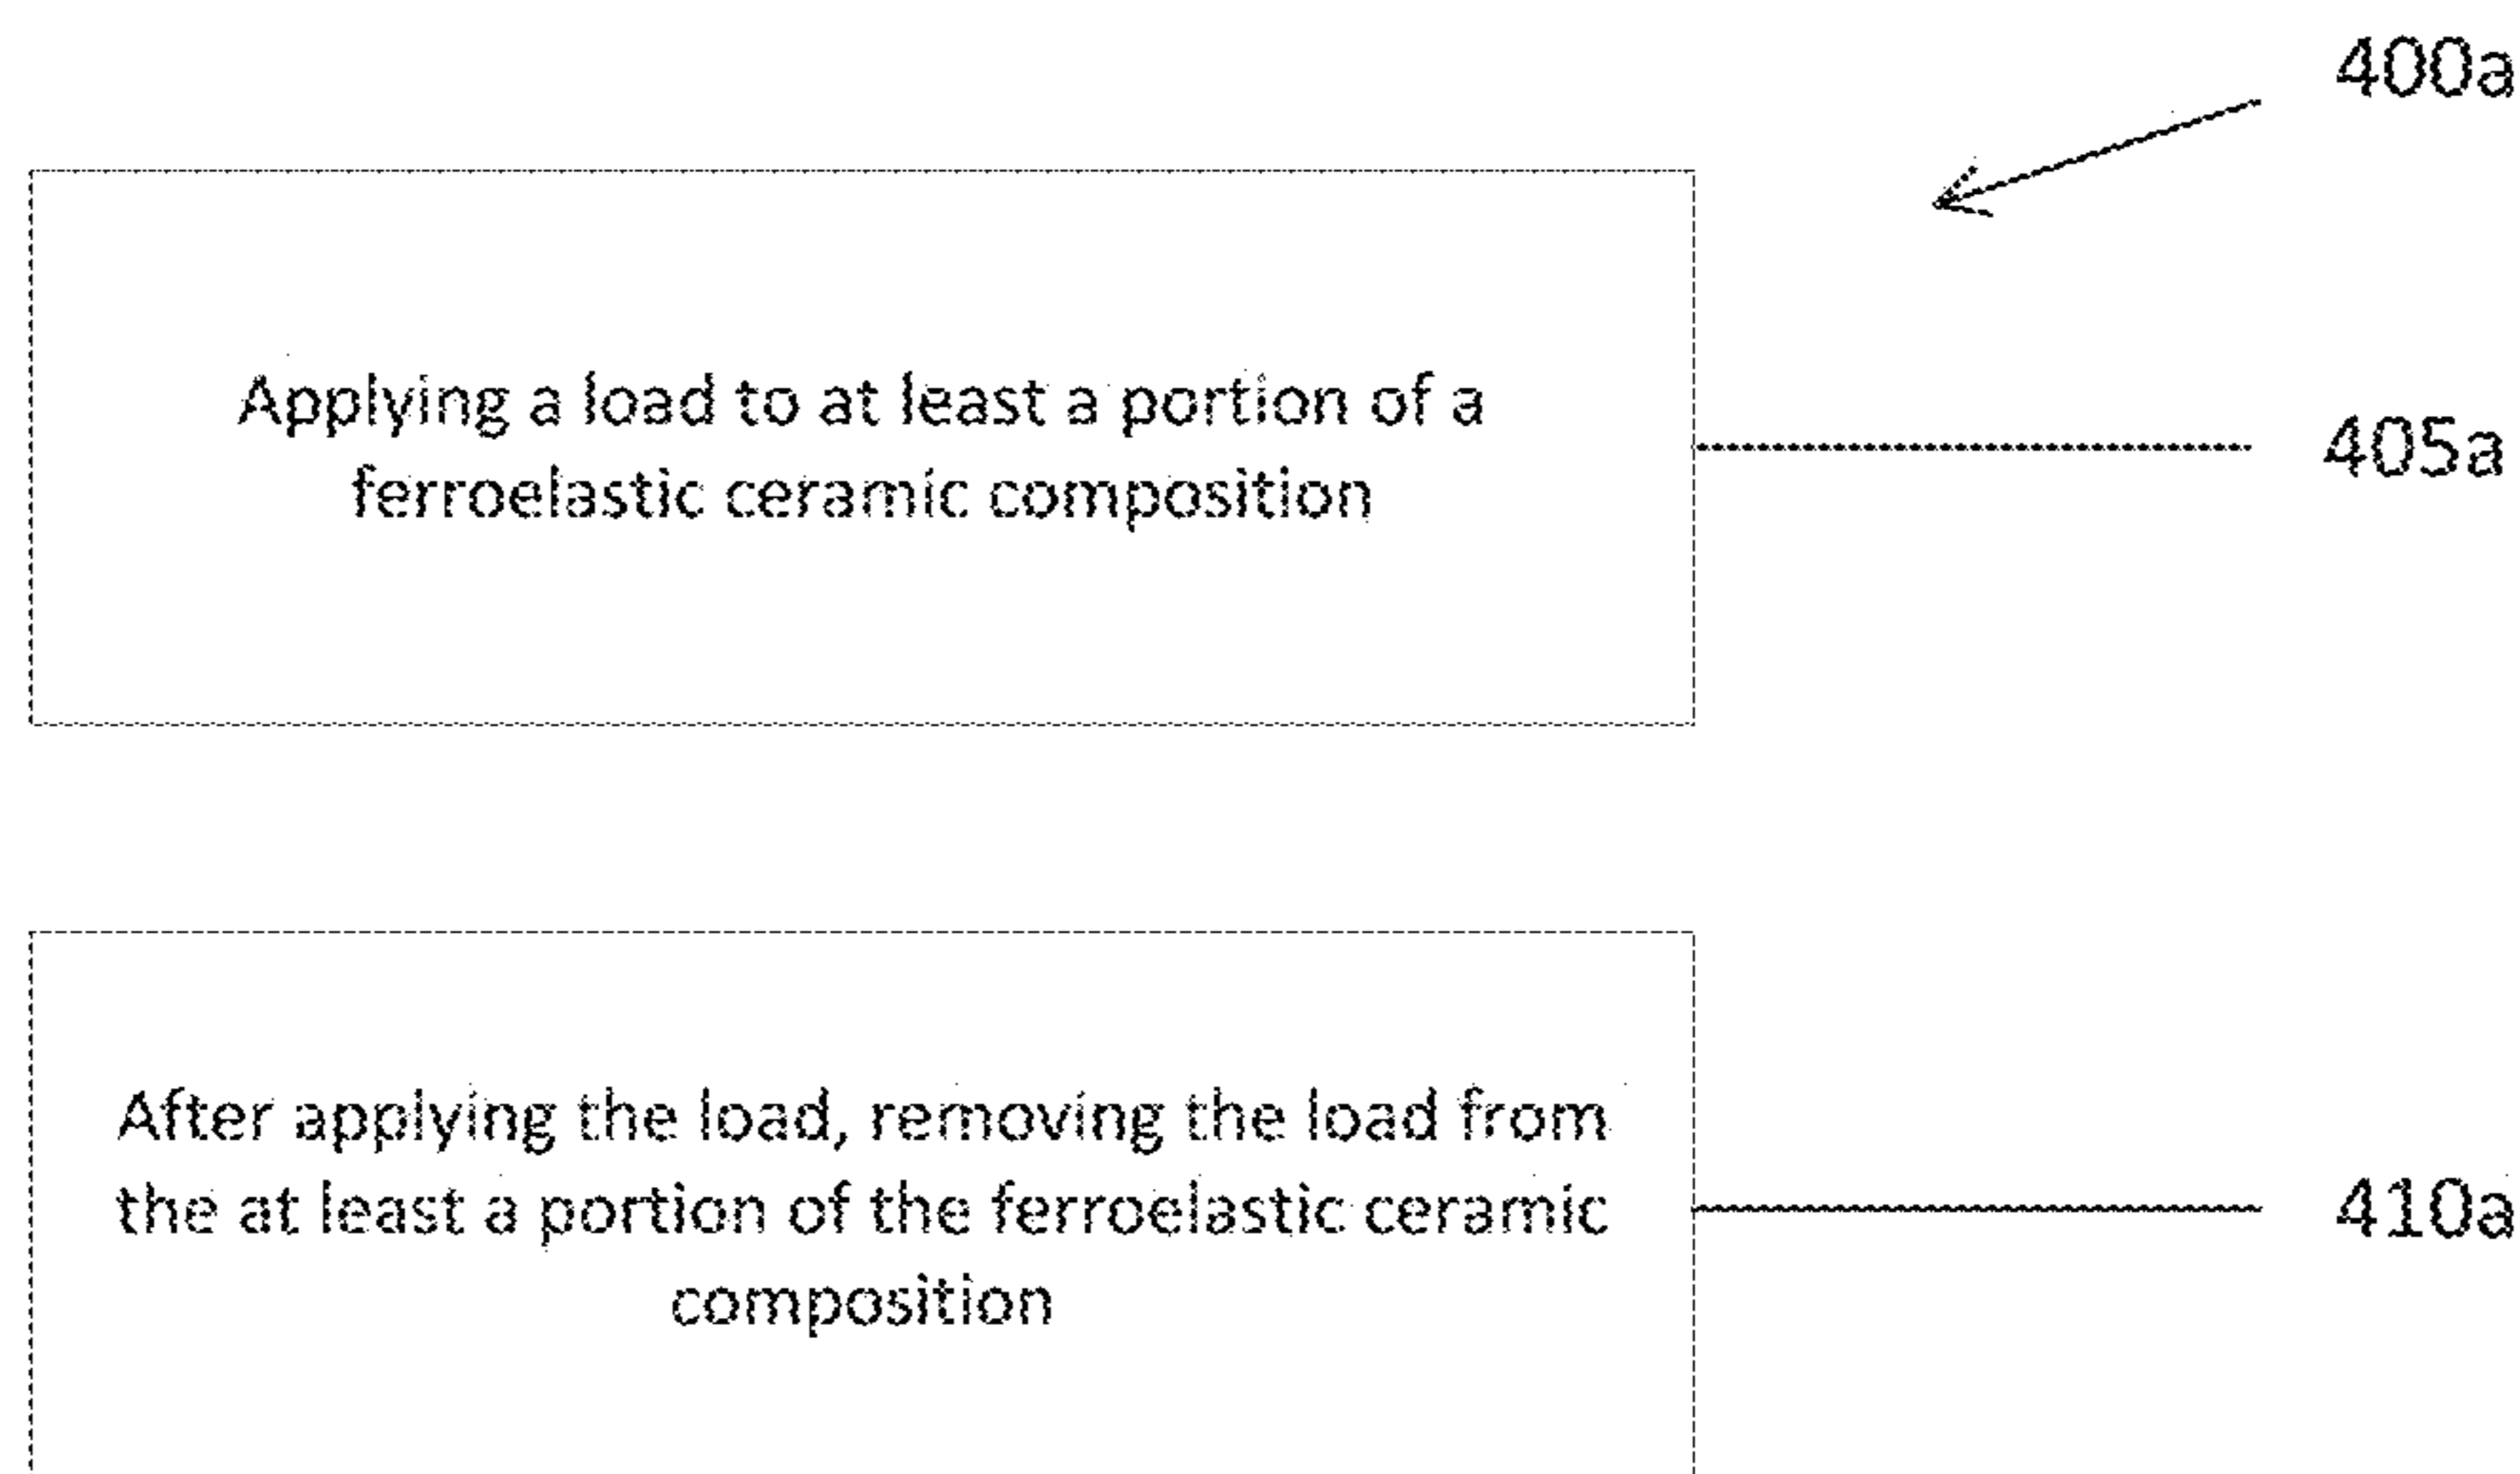 400a
Applying a load to at least a portion of a
ferroelastic ceramic composition
405a
After applying the load, removing the load from
the at least a portion of the ferroelastic ceramic
composition
410a